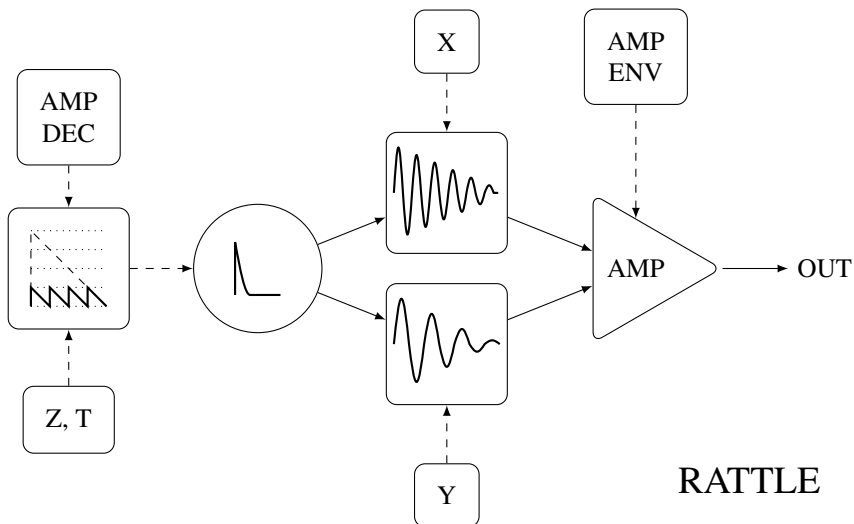 X
AMP
ENV
AMP
DEC
AMP
OUT
Z, T
Y
RATTLE